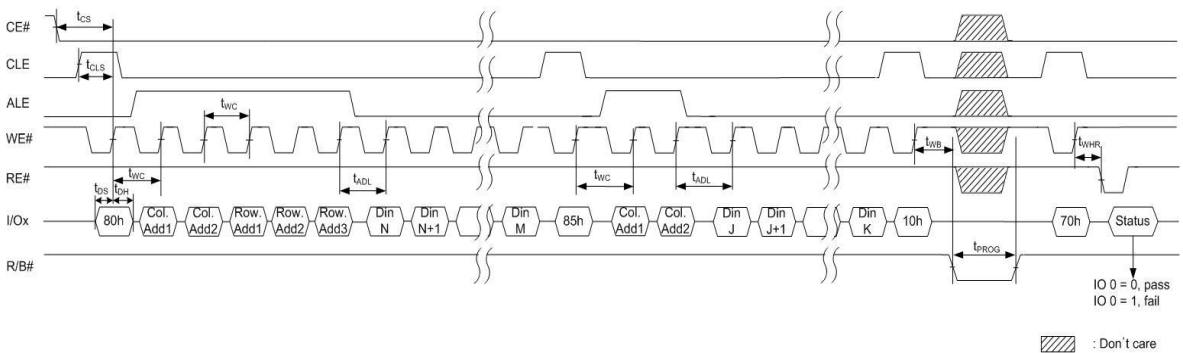 CE#
tCS
CLE
tCLS
ALE
tWC
WE#
tWC
tADL
tWC
tADL
tWB
tWHR
RE#
tDS
tDH
I/Ox
80h
Col. Add1
Col. Add2
Row. Add1
Row. Add2
Row. Add3
Din N
Din N+1
Din M
85h
Col. Add1
Col. Add2
Din J
Din J+1
Din K
10h
70h
Status
R/B#
tPROG
IO 0 = 0, pass
IO 0 = 1, fail
: Don't care